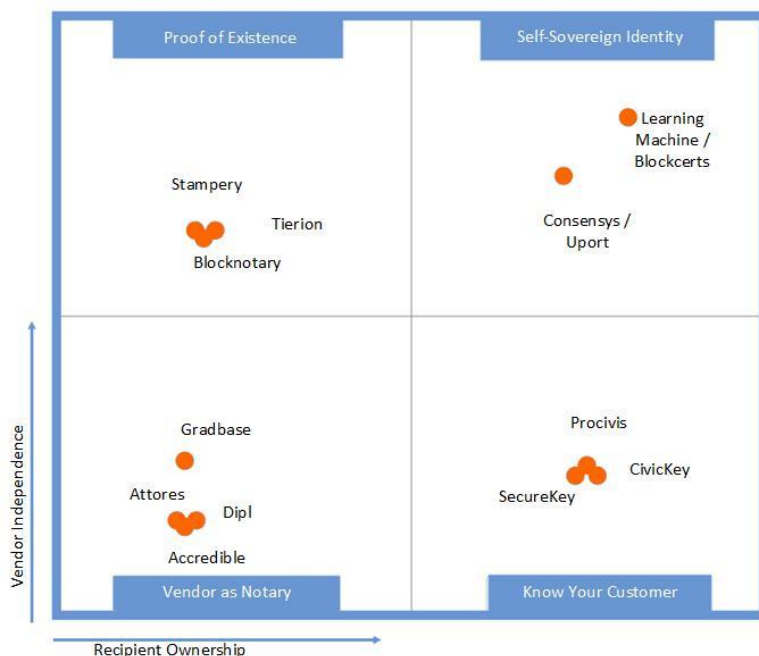 Proof of Existence
Self-Sovereign Identity
Learning
Machine /
Blockcerts
Stampery
Tierion
Blocknotary
Consensys /
Uport
Gradbase
Attores
Dipl
Accredible
Procivis
CivicKey
SecureKey
Vendor as Notary
Know Your Customer
Vendor Independence
Recipient Ownership